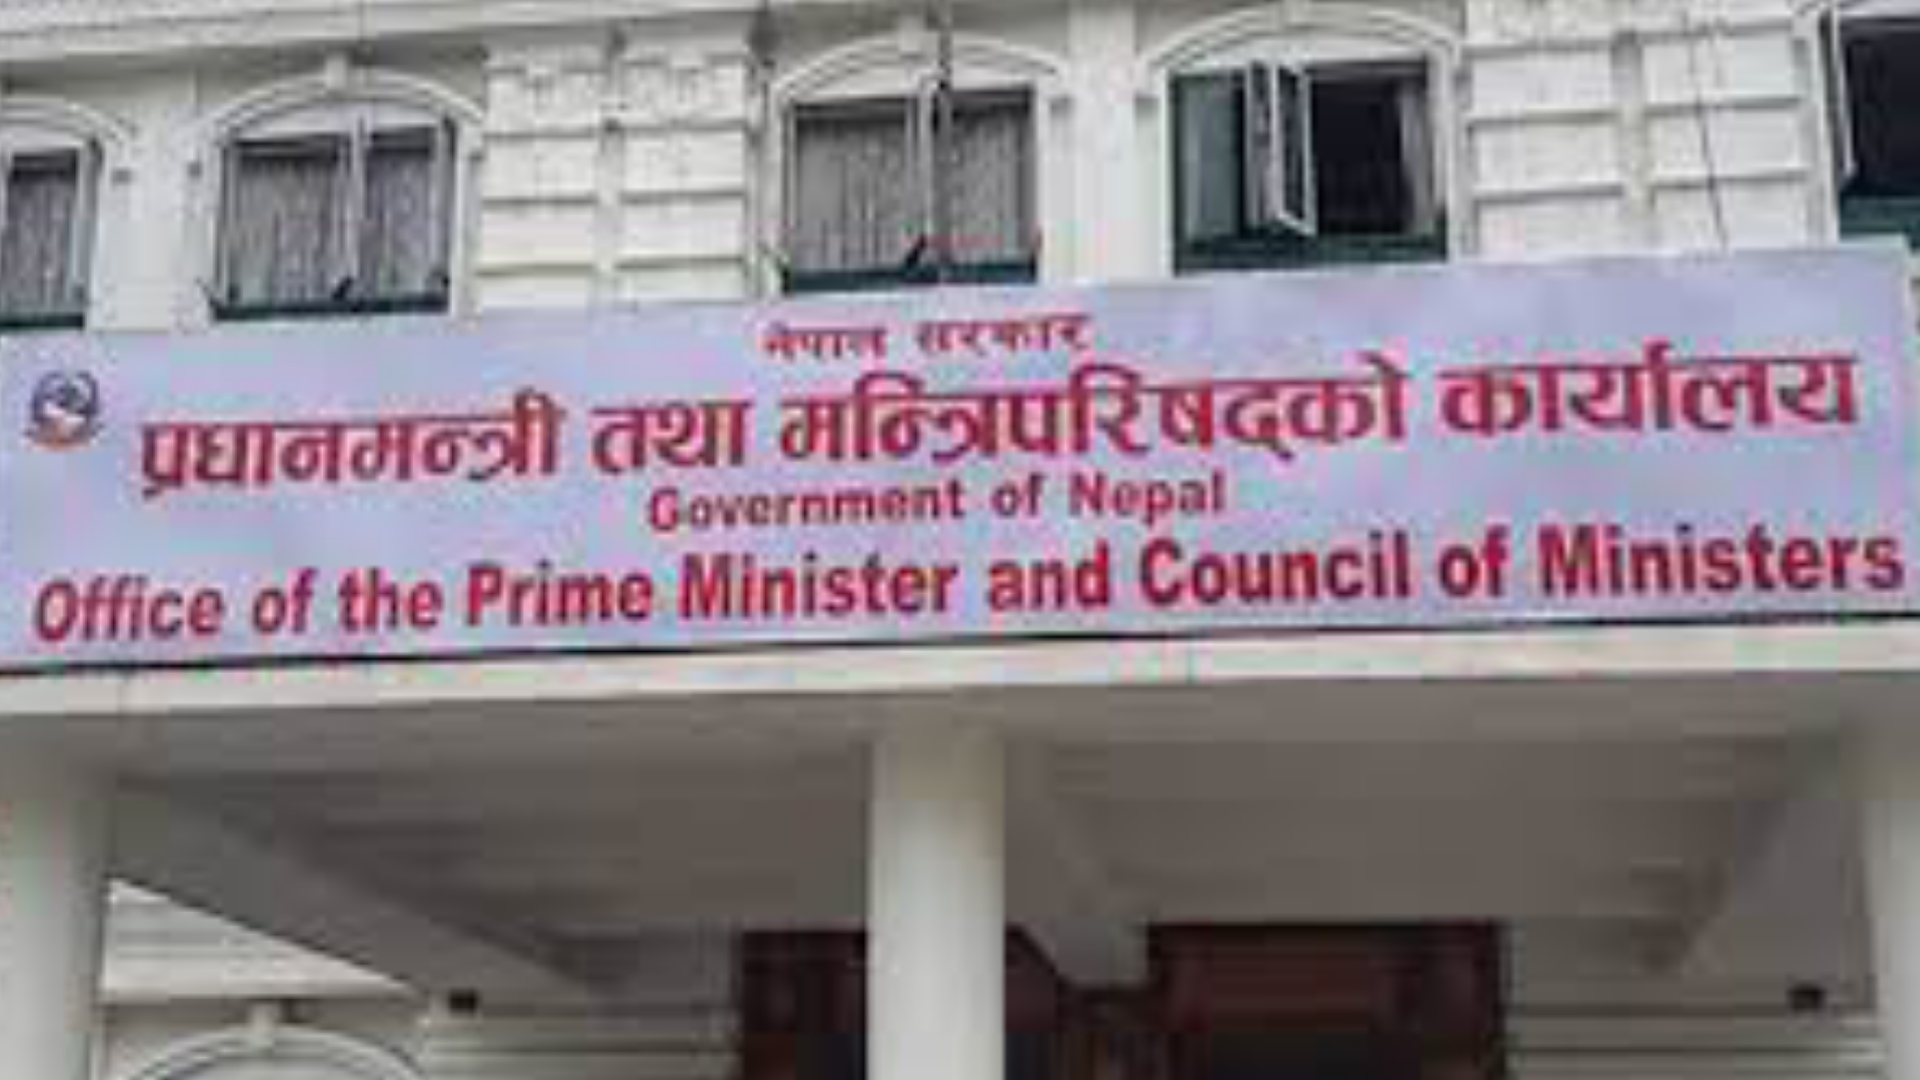 नेपाल सरकार
प्रधानमन्त्री तथा मन्त्रिपरिषद्को कार्यालय
Government of Nepal
Office of the Prime Minister and Council of Ministers